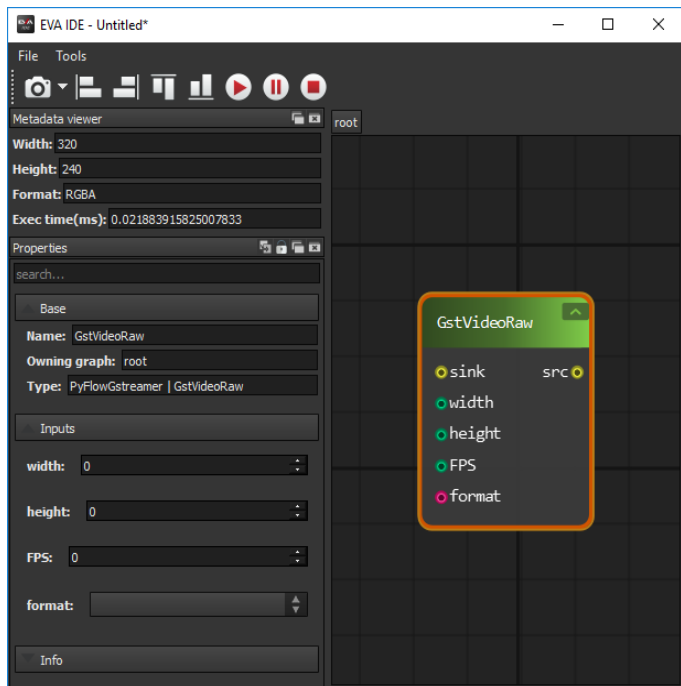 EVA IDE - Untitled*
File Tools
Metadata viewer
root
Width: 320
Height: 240
Format: RGBA
Exec time(ms): 0.021883915825007833
Properties
search...
Base
Name: GstVideoRaw
Owning graph: root
Type: PyFlowGstreamer | GstVideoRaw
Inputs
width: 0
height: 0
FPS: 0
format:
Info
GstVideoRaw
sink src
width
height
FPS
format